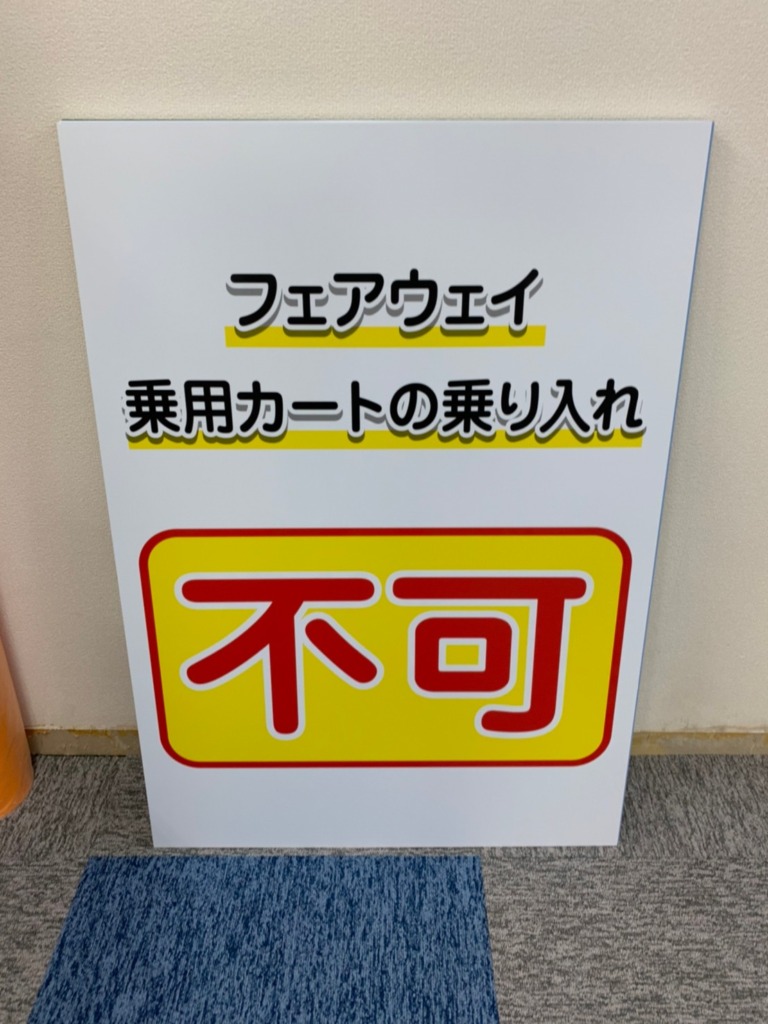 フェアウェイ
乗用カートの乗り入れ
不可